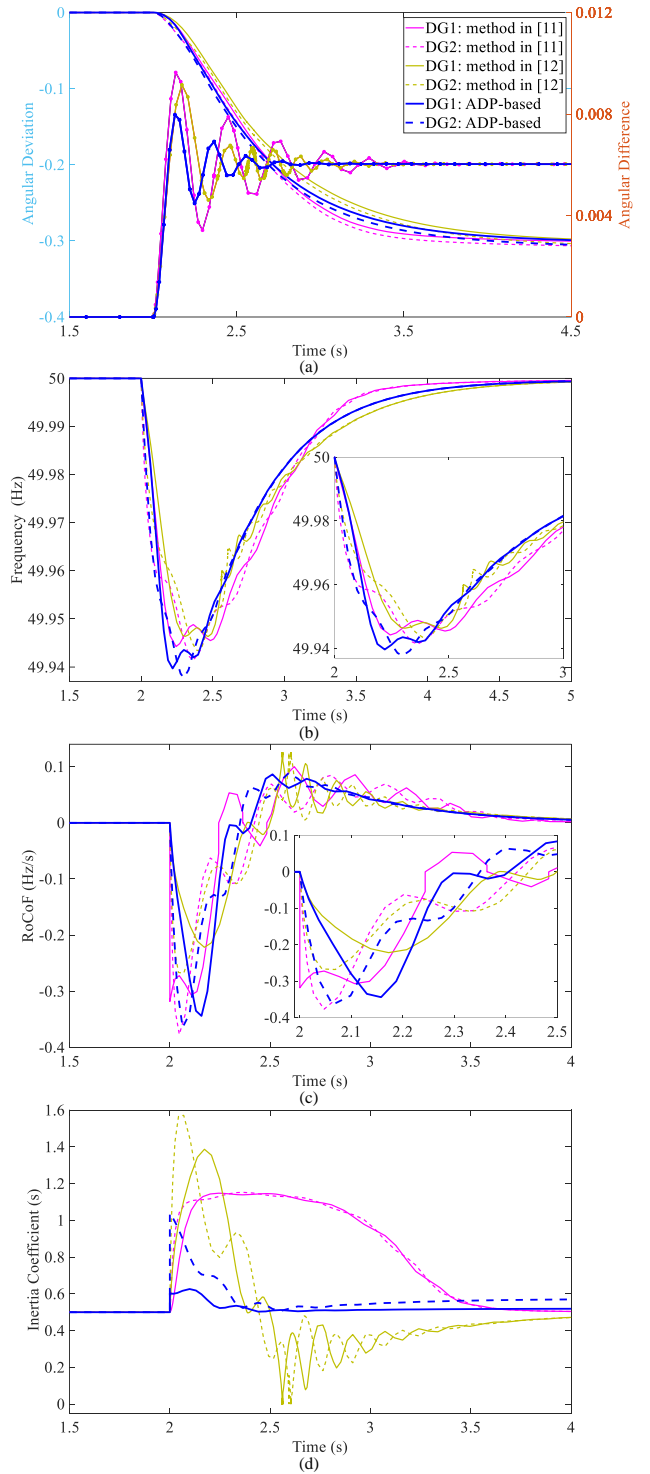 0
-0.1
-0.2
-0.3
-0.4
Angular Deviation
0.012
0.008
0.004
0
Angular Difference
DG1: method in [11]
DG2: method in [11]
DG1: method in [12]
DG2: method in [12]
DG1: ADP-based
DG2: ADP-based
1.5 2 2.5 3 3.5 4 4.5
Time (s)
(a)
50
49.99
49.98
49.97
49.96
49.95
49.94
Frequency (Hz)
50
49.98
49.96
49.94
2 2.5 3
1.5 2 2.5 3 3.5 4 4.5 5
Time (s)
(b)
0.1
0
-0.1
-0.2
-0.3
-0.4
RoCoF (Hz/s)
0.1
0
-0.1
-0.2
-0.3
-0.4
2 2.1 2.2 2.3 2.4 2.5
1.5 2 2.5 3 3.5 4
Time (s)
(c)
1.6
1.4
1.2
1
0.8
0.6
0.4
0.2
0
Inertia Coefficient (s)
1.5 2 2.5 3 3.5 4
Time (s)
(d)